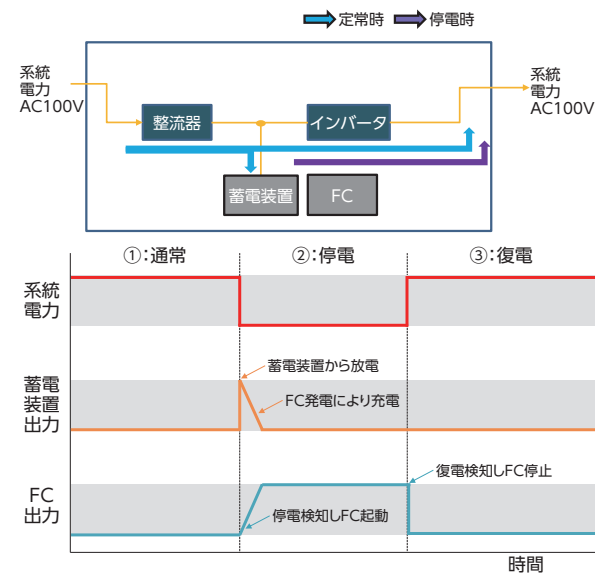 定常時
停電時
系統
電力
AC100V
整流器
インバータ
蓄電装置
FC
系統
電力
AC100V
①:通常
②:停電
③:復電
系統
電力
蓄電
装置
出力
蓄電装置から放電
FC発電により充電
FC
出力
停電検知しFC起動
復電検知しFC停止
時間